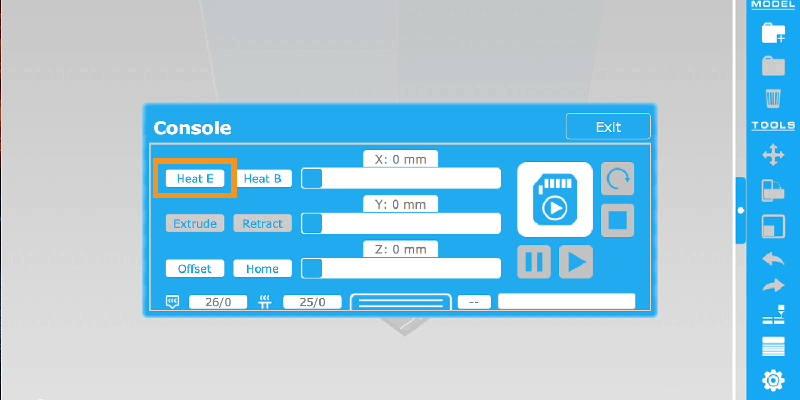 MODEL
Console
Exit
X: 0 mm
Heat E
Heat B
Y: 0 mm
Extrude
Retract
Z: 0 mm
Offset
Home
26/0
25/0
--
TOOLS